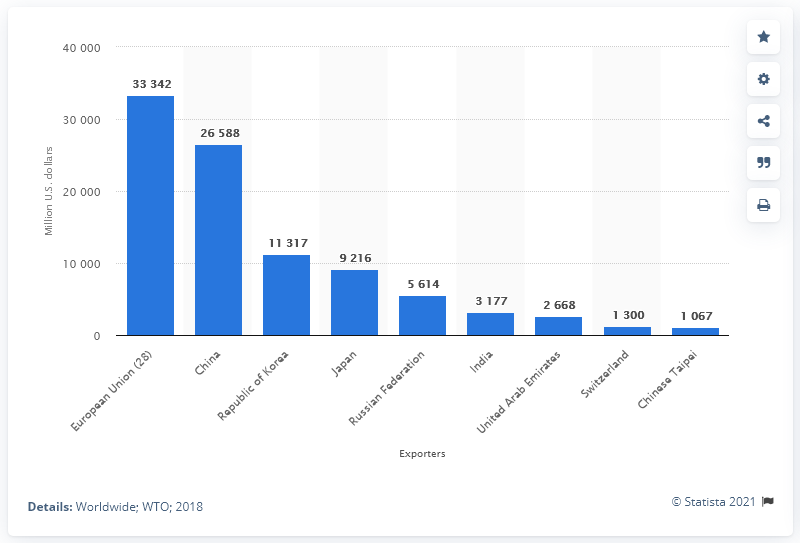 40 000
30 000
20 000
10 000
0
Million U.S. dollars
33 342
26 588
11 317
9 216
5 614
3 177
2 668
1 300
1 067
European Union (28)
China
Republic of Korea
Japan
Russian Federation
India
United Arab Emirates
Switzerland
Chinese Taipei
Exporters
Details: Worldwide; WTO; 2018
© Statista 2021